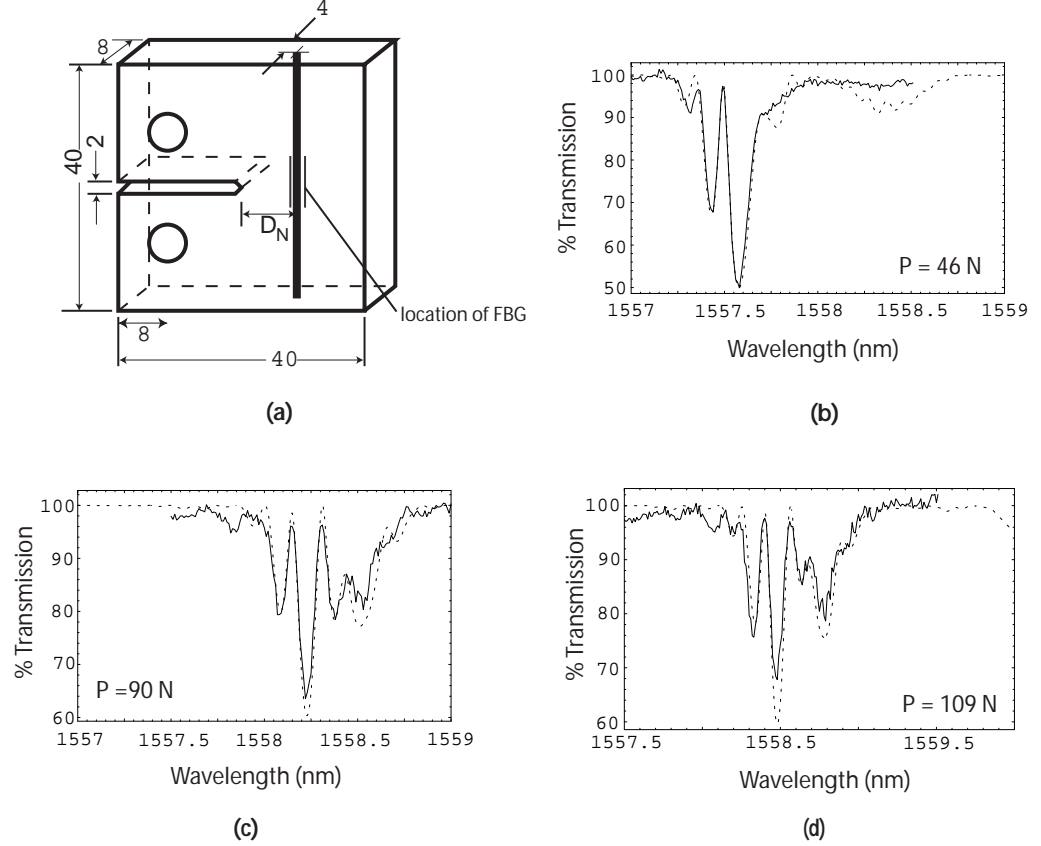 4
8
40
2
D_N
location of FBG
8
40
(a)
% Transmission
100
90
80
70
60
50
P = 46 N
1557 1557.5 1558 1558.5 1559
Wavelength (nm)
(b)
% Transmission
100
90
80
70
60
P =90 N
1557 1557.5 1558 1558.5 1559
Wavelength (nm)
(c)
% Transmission
100
90
80
70
60
P = 109 N
1557.5 1558.5 1559.5
Wavelength (nm)
(d)